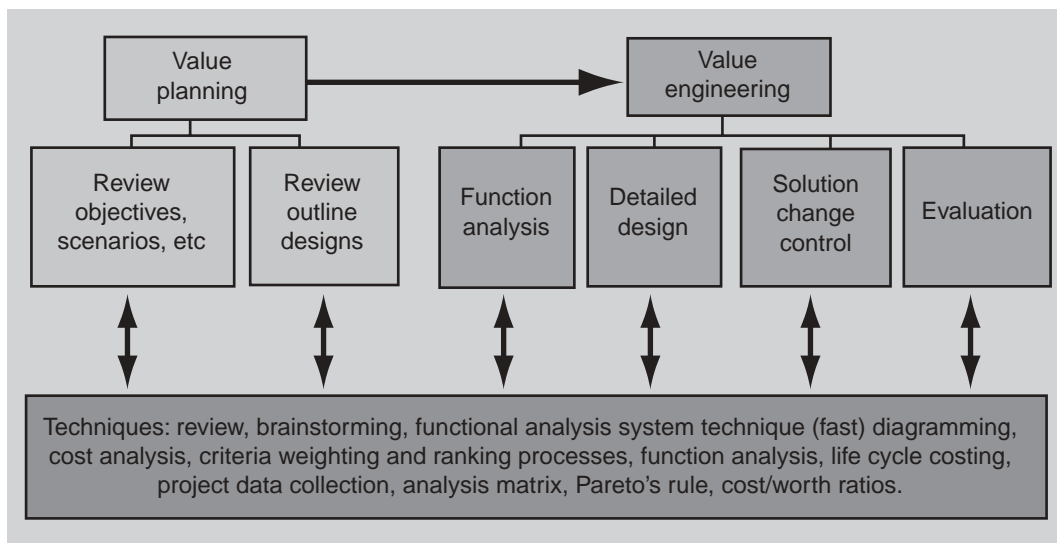 Value
planning
Value
engineering
Review
objectives,
scenarios, etc
Review
outline
designs
Function
analysis
Detailed
design
Solution
change
control
Evaluation
Techniques: review, brainstorming, functional analysis system technique (fast) diagramming,
cost analysis, criteria weighting and ranking processes, function analysis, life cycle costing,
project data collection, analysis matrix, Pareto's rule, cost/worth ratios.